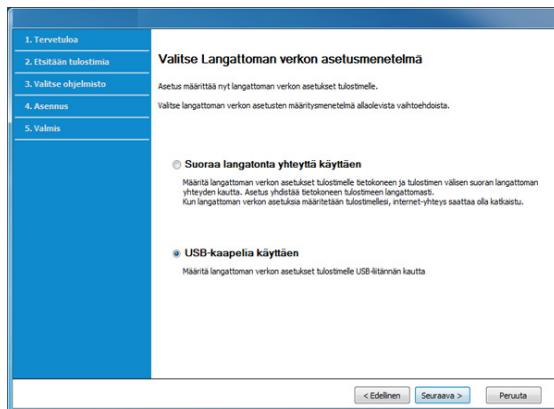 1. Tervetuloa
2. Etsitään tulostimia
3. Valitse ohjelmisto
4. Asennus
5. Valmis
Valitse Langattoman verkon asetusmenetelmä
Asetus määrittää nyt langattoman verkon asetukset tulostimelle.
Valitse langattoman verkon asetusten määritysmenetelmä allaolevista vaihtoehdoista.
Suoraa langatonta yhteyttä käyttäen
Määritä langattoman verkon asetukset tulostimelle tietokoneen ja tulostimen välisen suoran langattoman
yhteyden kautta. Asetus yhdistää tietokoneen tulostimeen langattomasti.
Kun langattoman verkon asetuksia määritetään tulostimellesi, internet-yhteys saattaa olla katkaistu.
USB-kaapelia käyttäen
Määritä langattoman verkon asetukset tulostimelle USB-liitännän kautta
< Edellinen
Seuraava >
Peruuta